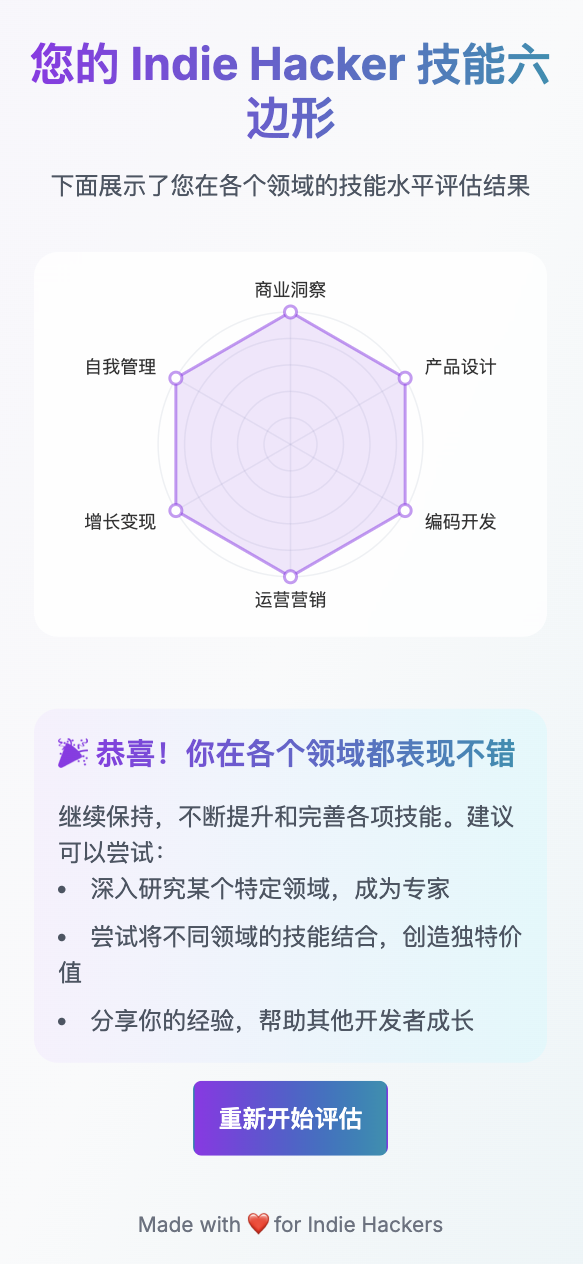 您的 Indie Hacker 技能六
边形
下面展示了您在各个领域的技能水平评估结果
商业洞察
自我管理
产品设计
增长变现
编码开发
运营营销
🎉 恭喜！你在各个领域都表现不错
继续保持，不断提升和完善各项技能。建议
可以尝试：
• 深入研究某个特定领域，成为专家
• 尝试将不同领域的技能结合，创造独特价
值
• 分享你的经验，帮助其他开发者成长
重新开始评估
Made with ❤️ for Indie Hackers